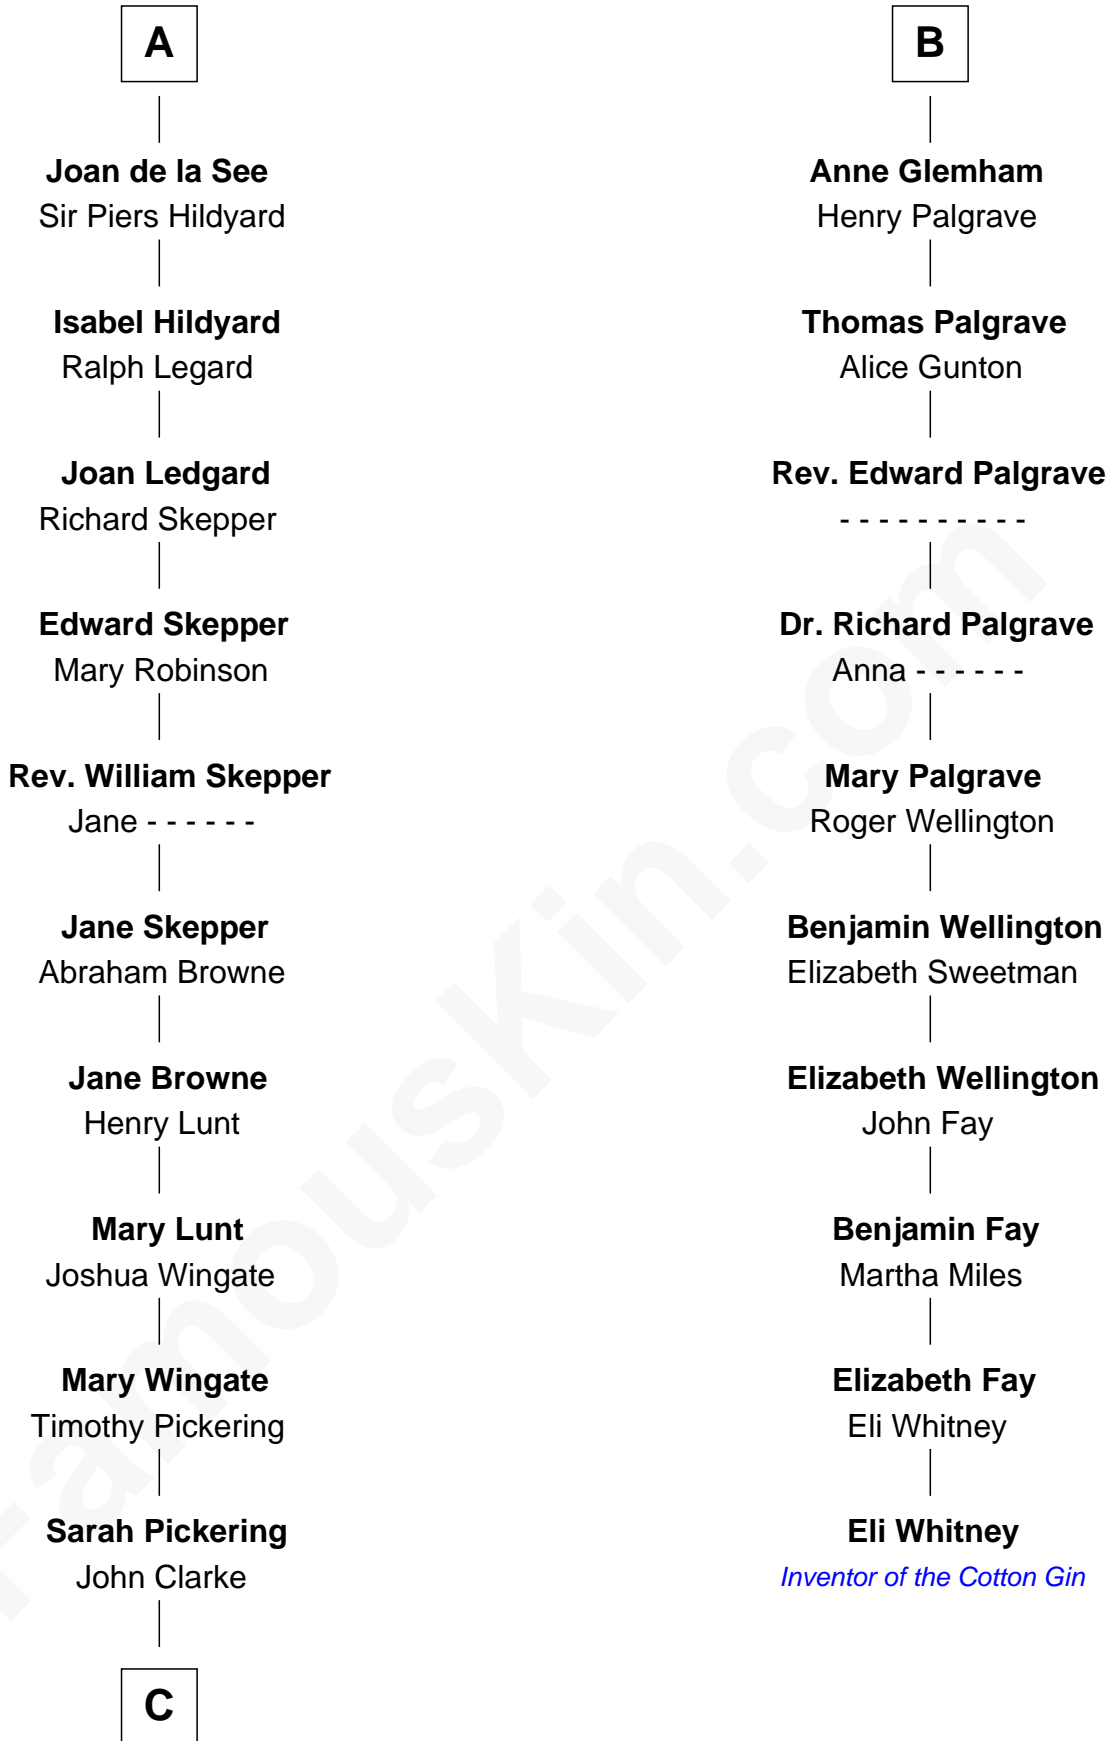 A
Joan de la See
Sir Piers Hildyard
Isabel Hildyard
Ralph Legard
Joan Ledgard
Richard Skepper
Edward Skepper
Mary Robinson
Rev. William Skepper
Jane - - - - - -
Jane Skepper
Abraham Browne
Jane Browne
Henry Lunt
Mary Lunt
Joshua Wingate
Mary Wingate
Timothy Pickering
Sarah Pickering
John Clarke
C
B
Anne Glemham
Henry Palgrave
Thomas Palgrave
Alice Gunton
Rev. Edward Palgrave
- - - - - - - - - -
Dr. Richard Palgrave
Anna - - - - - -
Mary Palgrave
Roger Wellington
Benjamin Wellington
Elizabeth Sweetman
Elizabeth Wellington
John Fay
Benjamin Fay
Martha Miles
Elizabeth Fay
Eli Whitney
Eli Whitney
Inventor of the Cotton Gin
FamousKin.com